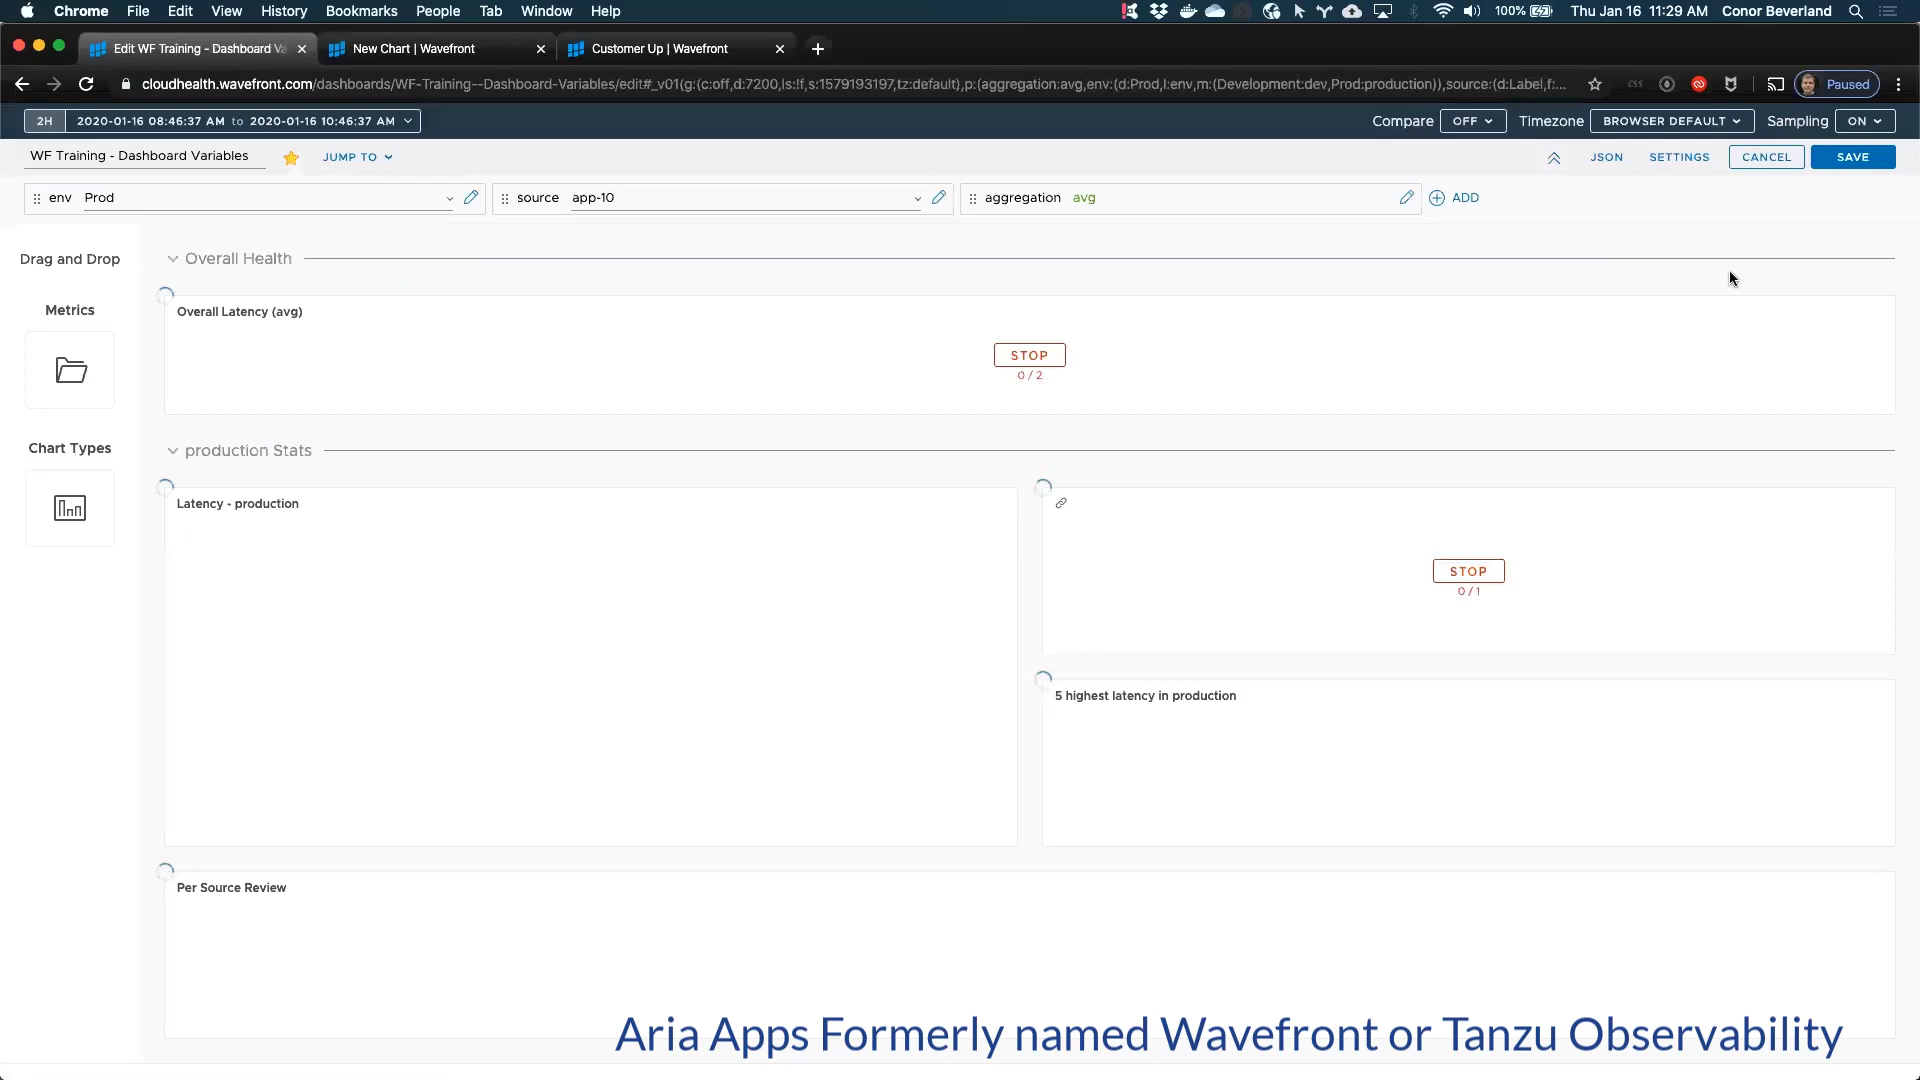 Chrome File Edit View History Bookmarks People Tab Window Help 100% Thu Jan 16 11:29 AM Conor Beverland
Edit WF Training - Dashboard Va New Chart | Wavefront Customer Up | Wavefront
cloudhealth.wavefront.com/dashboards/WF-Training--Dashboard-Variables/edit#_v01(g:(c:off,d:7200,ls:!f,s:1579193197,tz:default),p:(aggregation:avg,env:(d:Prod,l:env,m:(Development:dev,Prod:production)),source:(d:Label,f:... css Paused
2H 2020-01-16 08:46:37 AM to 2020-01-16 10:46:37 AM Compare OFF Timezone BROWSER DEFAULT Sampling ON
WF Training - Dashboard Variables JUMP TO JSON SETTINGS CANCEL SAVE
env Prod source app-10 aggregation avg ADD
Drag and Drop
Metrics
Chart Types
Overall Health
Overall Latency (avg)
STOP
0 / 2
production Stats
Latency - production
STOP
0 / 1
5 highest latency in production
Per Source Review
Aria Apps Formerly named Wavefront or Tanzu Observability